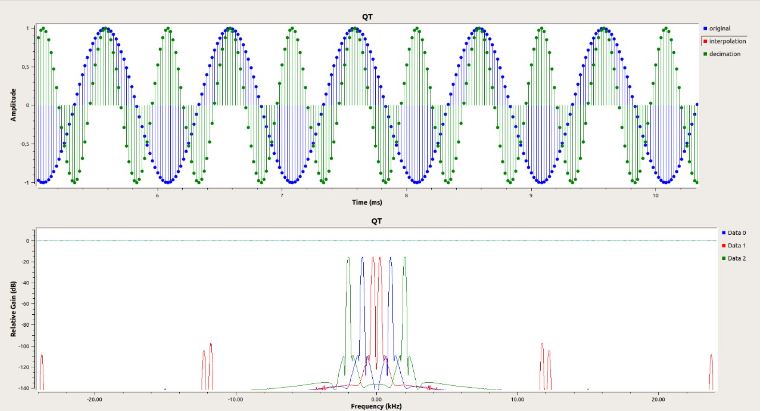 QT
1
0,5
0
0,5
-1
Amplitude
6
7
8
9
10
Time (ms)
original
interpolation
decimation
QT
0
-20
-40
-60
-80
-100
-120
-140
Relative Gain (dB)
-20.00
-10.00
0.00
10.00
20.00
Frequency (kHz)
Data 0
Data 1
Data 2